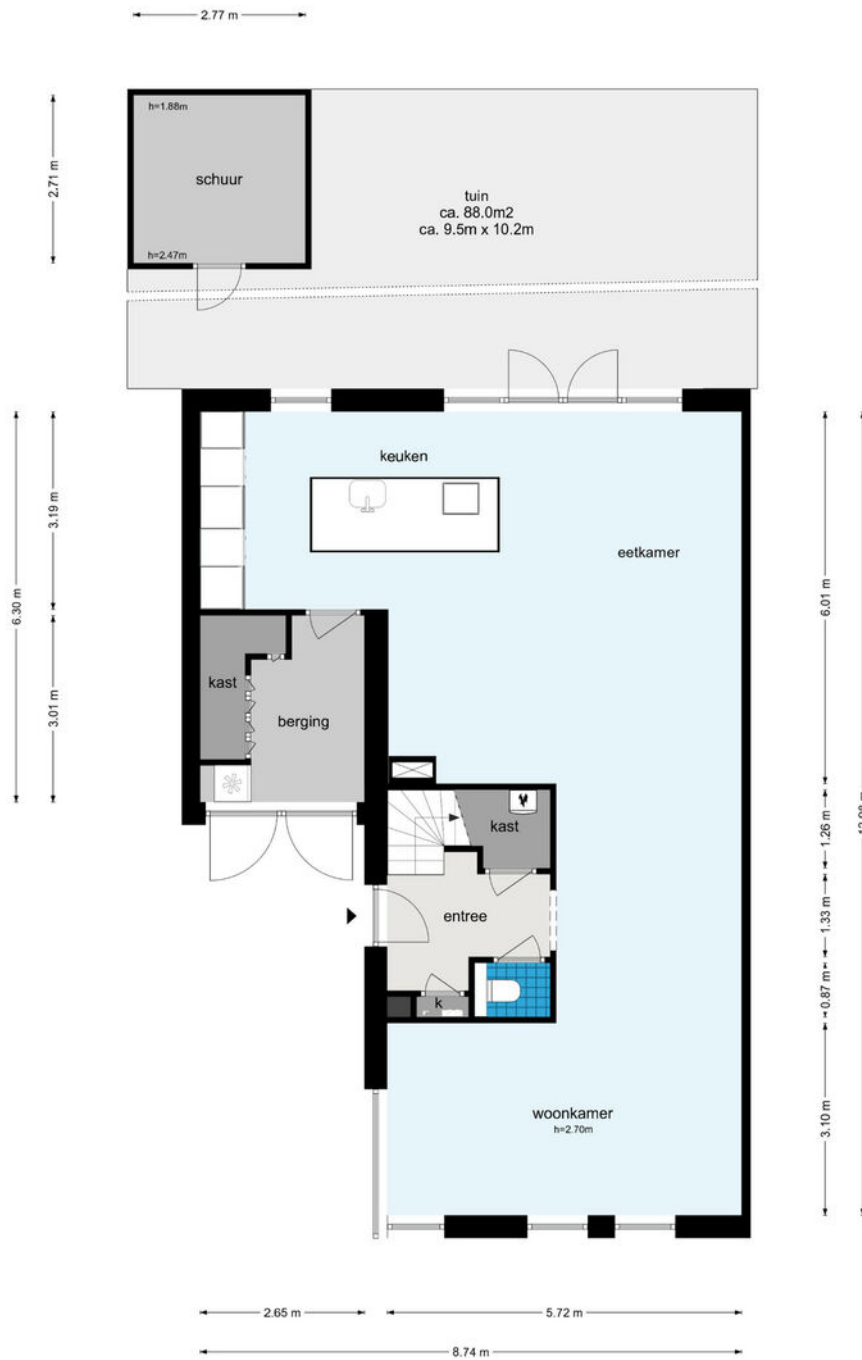 2.77 m
h=1.88m
2.71 m
schuur
tuin
ca. 88.0m2
ca. 9.5m x 10.2m
h=2.47m
keuken
3.19 m
eetkamer
6.01 m
6.30 m
kast
3.01 m
berging
kast
1.26 m
entree
1.33 m
k
0.87 m
woonkamer
h=2.70m
3.10 m
2.65 m
5.72 m
8.74 m